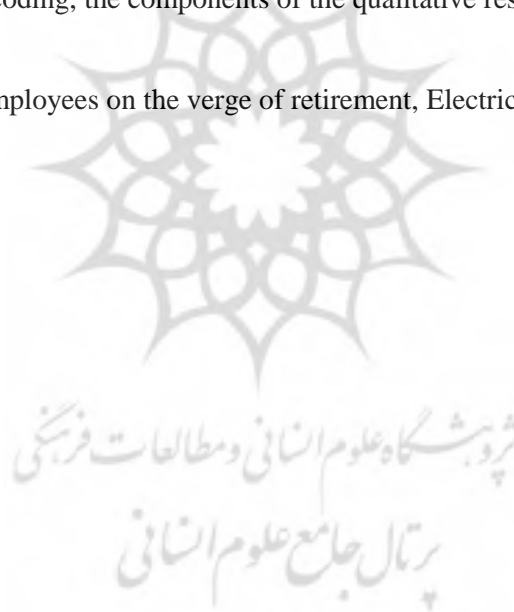 coding, the components of the qualitative res
mployees on the verge of retirement, Electric
پژوهشگاه علوم انسانی و مطالعات فرهنگی
پرتال جامع علوم انسانی